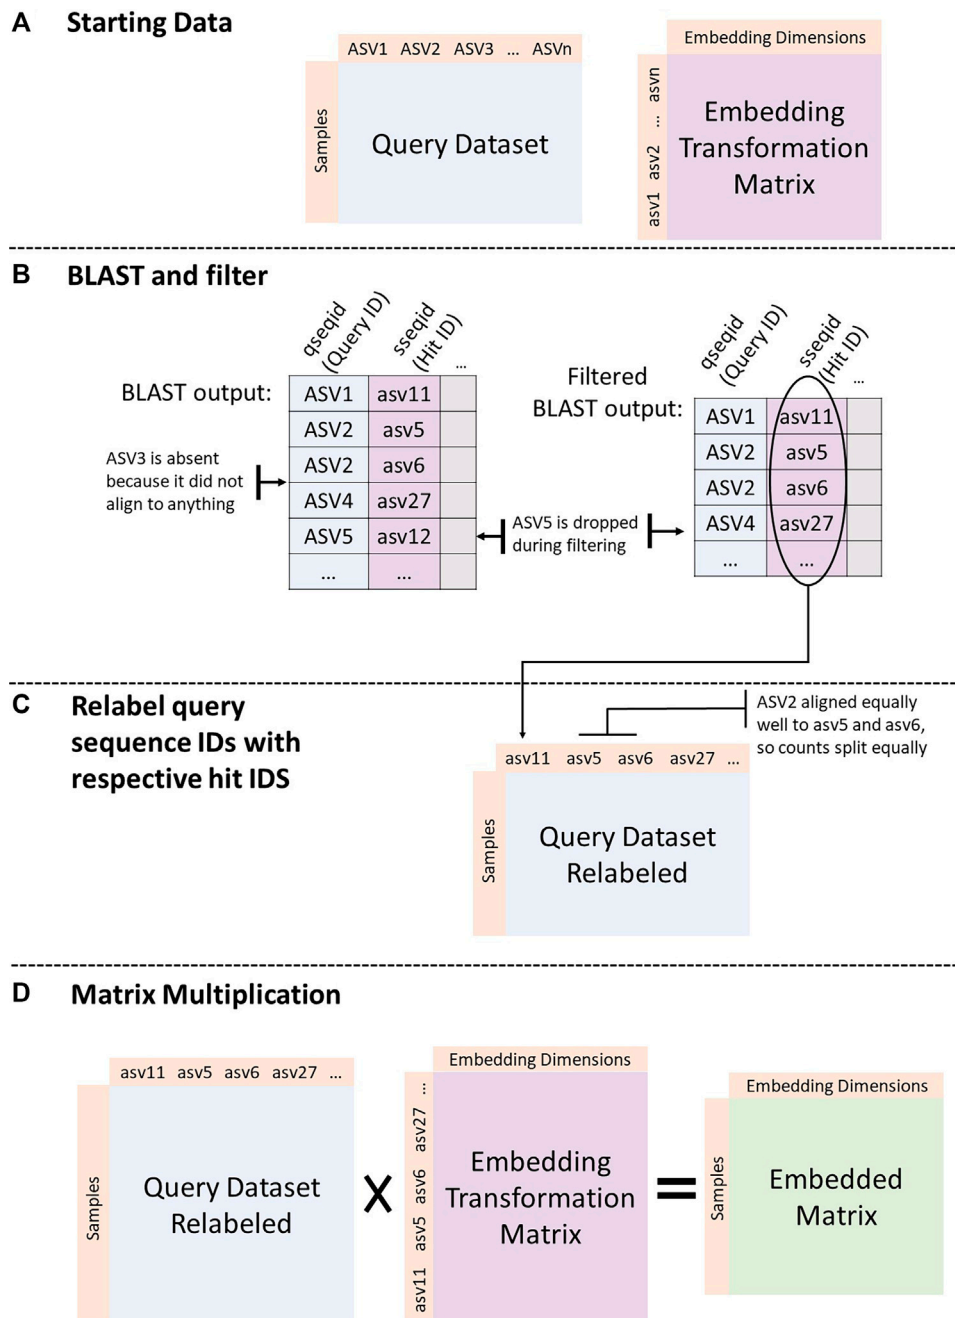 A Starting Data
ASV1 ASV2 ASV3 ... ASVn
Samples
Query Dataset
Embedding Dimensions
asv1 asv2 ... asvn
Embedding
Transformation
Matrix
B BLAST and filter
BLAST output:
qseqid
(Query ID)
sseqid
(Hit ID)
...
ASV1 asv11
ASV2 asv5
ASV2 asv6
ASV4 asv27
ASV5 asv12
... ...
ASV3 is absent
because it did not
align to anything
ASV5 is dropped
during filtering
Filtered
BLAST output:
qseqid
(Query ID)
sseqid
(Hit ID)
...
ASV1 asv11
ASV2 asv5
ASV2 asv6
ASV4 asv27
... ...
C Relabel query
sequence IDs with
respective hit IDS
ASV2 aligned equally
well to asv5 and asv6,
so counts split equally
asv11 asv5 asv6 asv27 ...
Samples
Query Dataset
Relabeled
D Matrix Multiplication
asv11 asv5 asv6 asv27 ...
Samples
Query Dataset
Relabeled
X
Embedding Dimensions
asv11 asv5 asv6 asv27 ...
Embedding
Transformation
Matrix
=
Embedding Dimensions
Samples
Embedded
Matrix